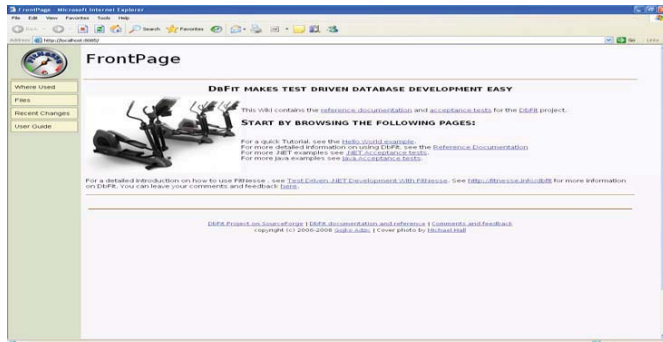 FrontPage - Microsoft Internet Explorer
File Edit View Favorites Tools Help
Back Search Favorites
Address http://localhost:8085/ Go Links
FITNESSE
FrontPage
Where Used
Files
Recent Changes
User Guide
DbFit makes test driven database development easy
This Wiki contains the reference documentation and acceptance tests for the DbFit project.
Start by browsing the following pages:
For a quick Tutorial, see the Hello World example.
For more detailed information on using DbFit, see the Reference Documentation
For more .NET examples see .NET Acceptance tests.
For more java examples see Java Acceptance tests.
For a detailed introduction on how to use FitNesse , see Test Driven .NET Development With FitNesse. See http://fitnesse.info/dbfit for more information
on DbFit. You can leave your comments and feedback here.
DbFit Project on SourceForge | DbFit documentation and reference | Comments and feedback
copyright (c) 2006-2008 Gojko Adzic | Cover photo by Michael Hall